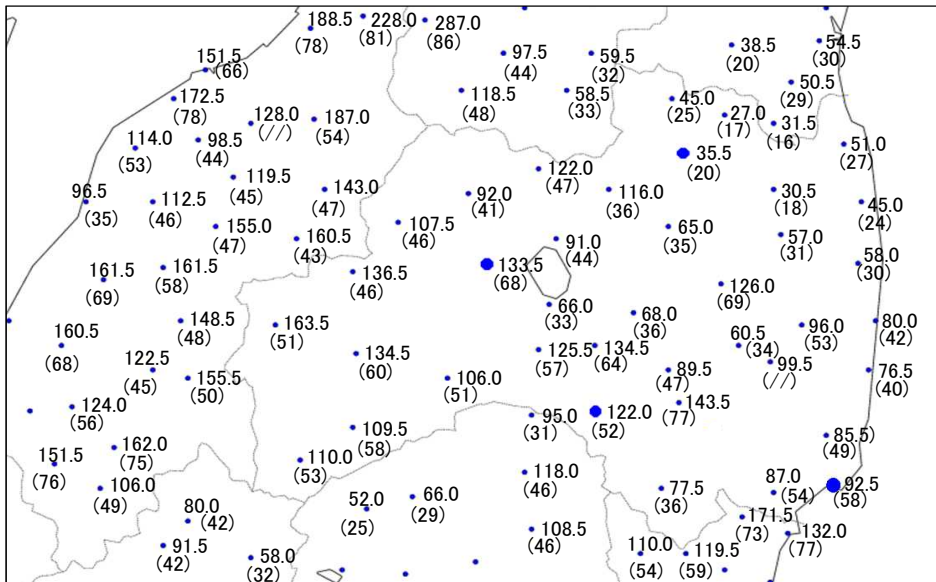 188.5 228.0 287.0
(78) (81) (86)
38.5 54.5
(20) (30)
97.5 59.5
(44) (32)
151.5
(66)
50.5
(29)
172.5 118.5 58.5 45.0
(78) (48) (33) (25)
128.0 187.0 27.0 31.5
(//) (54) (17) (16)
114.0 98.5 51.0
(53) (44) (27)
35.5
(20)
119.5 122.0
(45) (47)
96.5 112.5 143.0 92.0 116.0 30.5 45.0
(35) (46) (47) (41) (36) (18) (24)
155.0 107.5 65.0 57.0
(47) (46) (35) (31)
160.5 91.0
(43) (44)
161.5 161.5 136.5 133.5 58.0
(69) (58) (46) (68) (30)
126.0
(69)
66.0 68.0
(33) (36)
160.5 148.5 163.5 60.5 96.0 80.0
(68) (48) (51) (34) (53) (42)
122.5 134.5 125.5 134.5 99.5
(45) (60) (57) (64) (//)
155.5 106.0 89.5 76.5
(50) (51) (47) (40)
124.0 95.0 122.0 143.5
(56) (31) (52) (77)
109.5 85.5
(58) (49)
151.5 162.0 110.0
(76) (75) (53)
106.0 118.0 77.5 87.0 92.5
(49) (46) (36) (54) (58)
80.0 52.0 66.0
(42) (25) (29)
171.5 132.0
(73) (77)
91.5 58.0 108.5 110.0 119.5
(42) (32) (46) (54) (59)